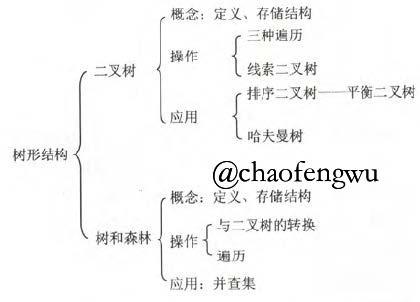 概念：定义、存储结构
三种遍历
操作
线索二叉树
二叉树
排序二叉树——平衡二叉树
应用
哈夫曼树
树形结构
@chaofengwu
概念：定义、存储结构
与二叉树的转换
树和森林
操作
遍历
应用：并查集